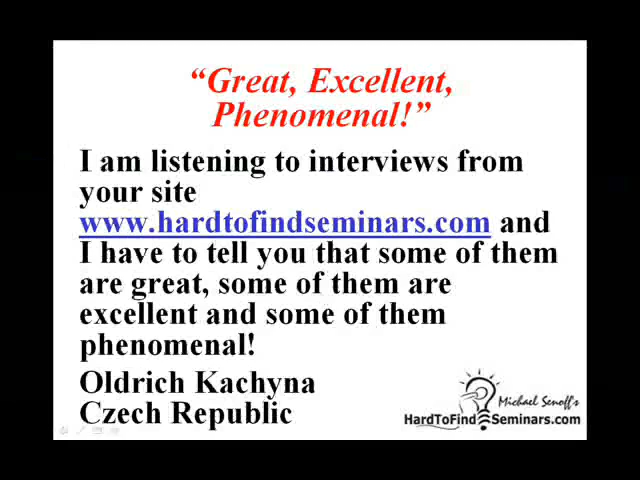 “Great, Excellent,
Phenomenal!”
I am listening to interviews from
your site
www.hardtofindseminars.com and
I have to tell you that some of them
are great, some of them are
excellent and some of them
phenomenal!
Oldrich Kachyna
Czech Republic
Michael Senoff's
HardToFindSeminars.com